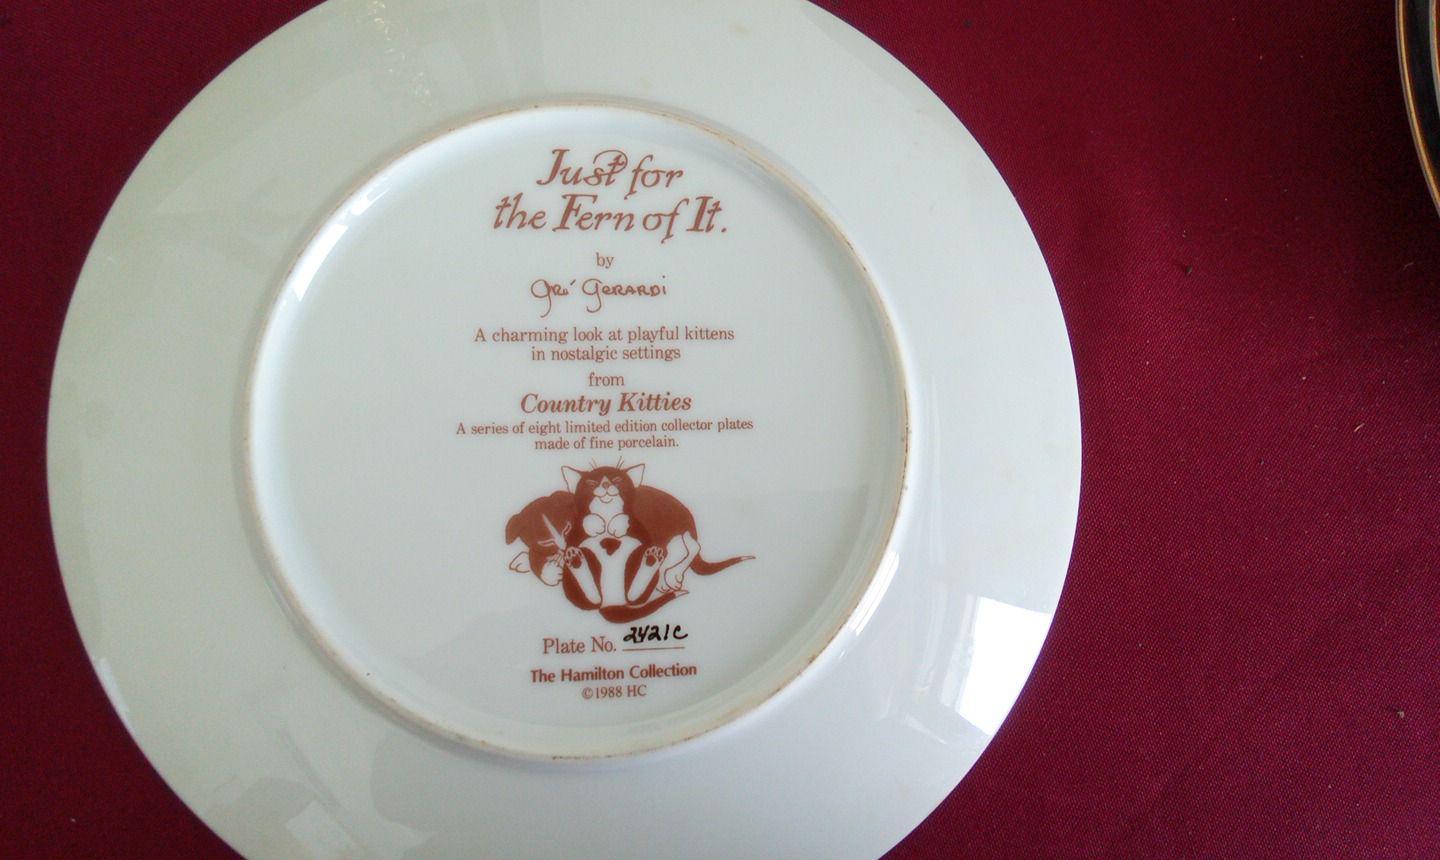 Just for
the Fern of It.
by
Gré Gerardi
A charming look at playful kittens
in nostalgic settings
from
Country Kitties
A series of eight limited edition collector plates
made of fine porcelain.
Plate No. 2421C
The Hamilton Collection
©1988 HC